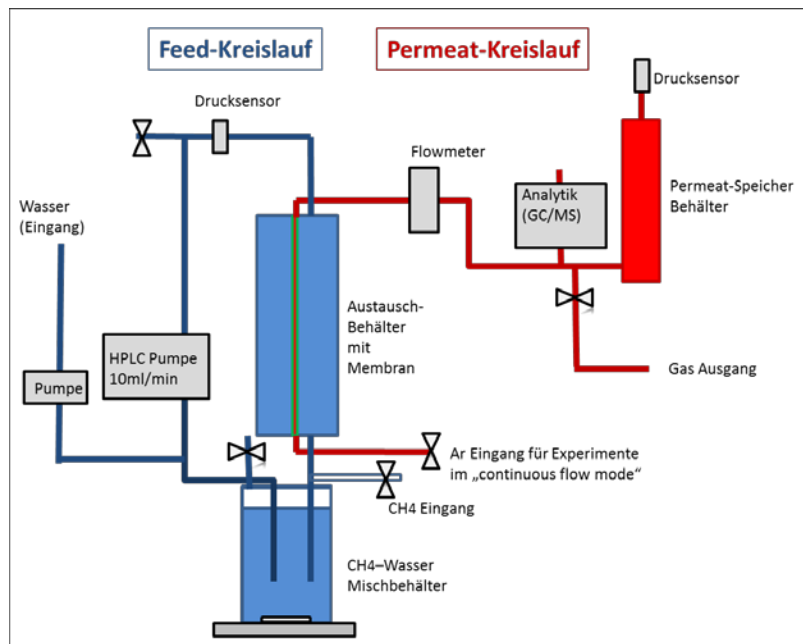 Feed-Kreislauf
Permeat-Kreislauf
Drucksensor
Drucksensor
Flowmeter
Analytik
(GC/MS)
Permeat-Speicher
Behälter
Wasser
(Eingang)
Austausch-
Behälter
mit
Membran
HPLC Pumpe
10ml/min
Pumpe
Gas Ausgang
Ar Eingang für Experimente
im „continuous flow mode“
CH4 Eingang
CH4–Wasser
Mischbehälter